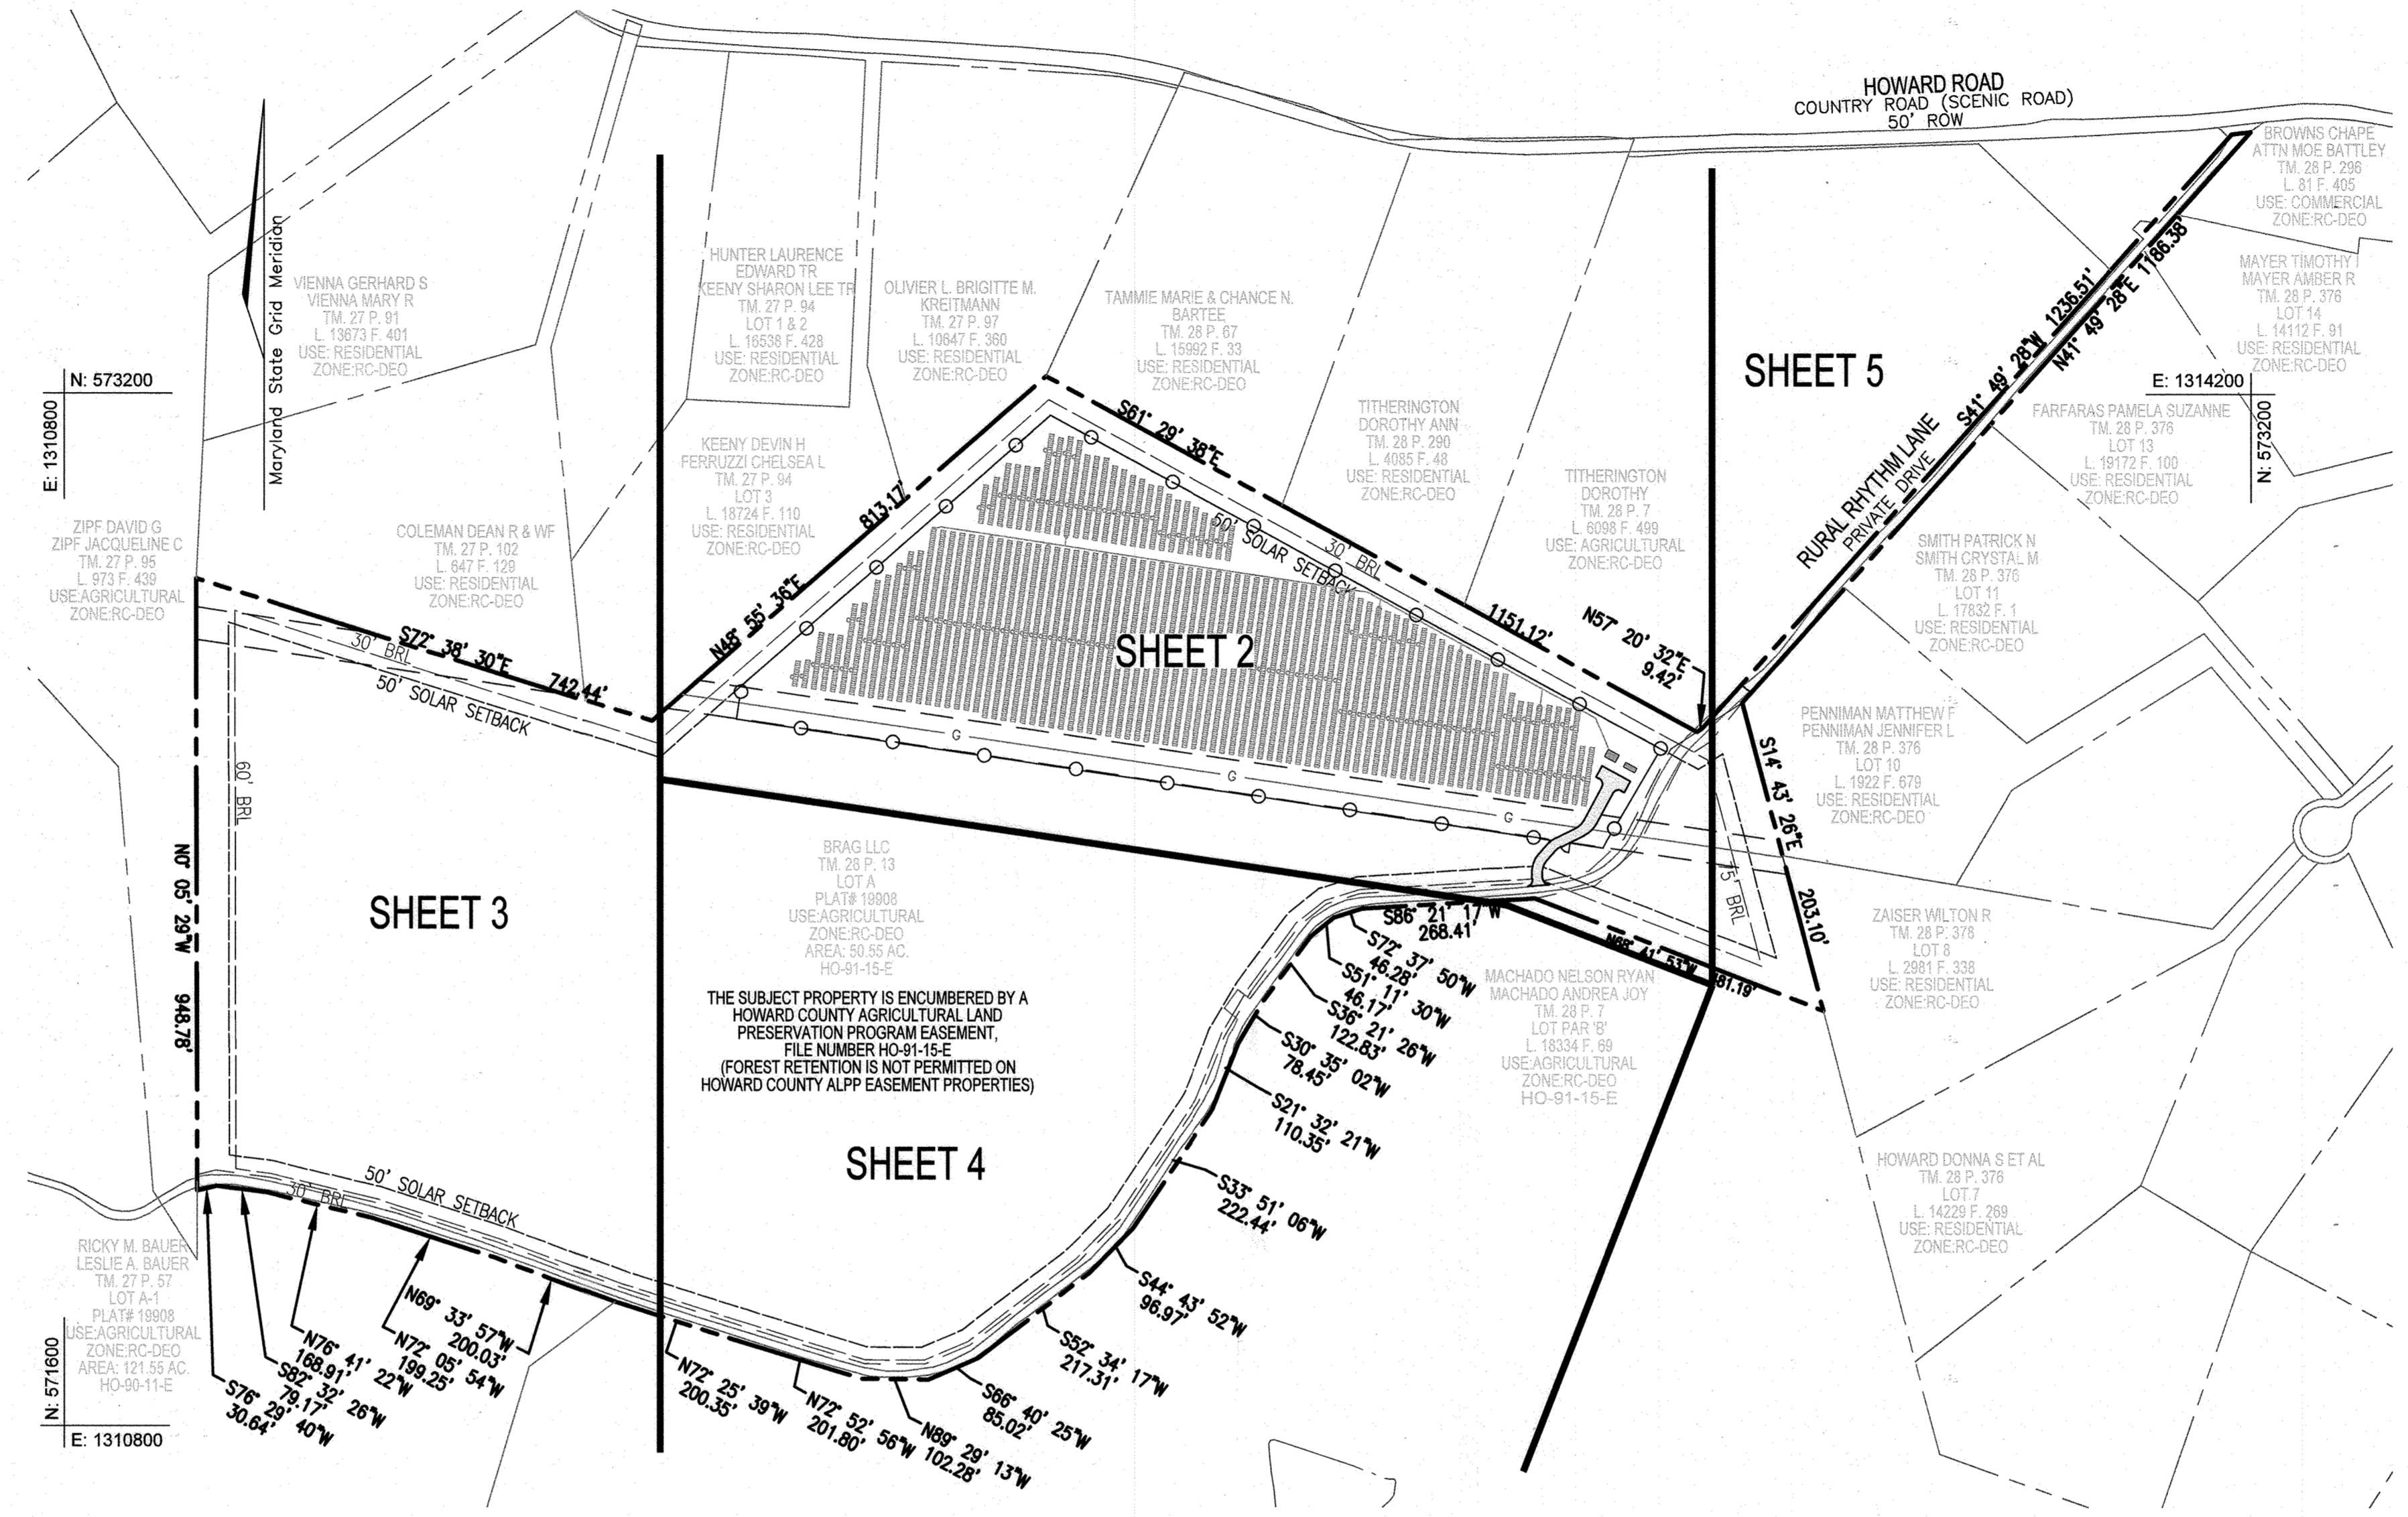 HOWARD ROAD
COUNTRY ROAD (SCENIC ROAD)
50' ROW
BROWNS CHAPE
ATTN MOE BATTLEY
TM. 28 P. 296
L. 81 F. 405
USE: COMMERCIAL
ZONE:RC-DEO
MAYER TIMOTHY
MAYER AMBER R
TM. 28 P. 376
LOT 14
L. 14112 F. 91
USE: RESIDENTIAL
ZONE:RC-DEO
E: 1314200
N: 573200
FARFARAS PAMELA SUZANNE
TM. 28 P. 376
LOT 13
L. 19172 F. 100
USE: RESIDENTIAL
ZONE:RC-DEO
S41° 49' 28"W 1236.51'
N41° 49' 28"E 1186.38'
RURAL RHYTHM LANE
PRIVATE DRIVE
SHEET 5
Maryland State Grid Meridian
N: 573200
E: 1310800
VIENNA GERHARD S
VIENNA MARY R
TM. 27 P. 91
L. 13673 F. 401
USE: RESIDENTIAL
ZONE:RC-DEO
HUNTER LAURENCE
EDWARD TR
KEENY SHARON LEE TR
TM. 27 P. 94
LOT 1 & 2
L. 16538 F. 428
USE: RESIDENTIAL
ZONE:RC-DEO
OLIVIER L. BRIGITTE M.
KREITMANN
TM. 27 P. 97
L. 10647 F. 360
USE: RESIDENTIAL
ZONE:RC-DEO
TAMMIE MARIE & CHANCE N.
BARTEE
TM. 28 P. 67
L. 15992 F. 33
USE: RESIDENTIAL
ZONE:RC-DEO
TITHERINGTON
DOROTHY ANN
TM. 28 P. 290
L. 4085 F. 48
USE: RESIDENTIAL
ZONE:RC-DEO
TITHERINGTON
DOROTHY
TM. 28 P. 7
L. 6098 F. 499
USE: AGRICULTURAL
ZONE:RC-DEO
KEENY DEVIN H
FERRUZZI CHELSEA L
TM. 27 P. 94
LOT 3
L. 18724 F. 110
USE: RESIDENTIAL
ZONE:RC-DEO
COLEMAN DEAN R & WF
TM. 27 P. 102
L. 647 F. 129
USE: RESIDENTIAL
ZONE:RC-DEO
ZIPF DAVID G
ZIPF JACQUELINE C
TM. 27 P. 95
L. 973 F. 439
USE:AGRICULTURAL
ZONE:RC-DEO
SMITH PATRICK N
SMITH CRYSTAL M
TM. 28 P. 376
LOT 11
L. 17832 F. 1
USE: RESIDENTIAL
ZONE:RC-DEO
PENNIMAN MATTHEW F
PENNIMAN JENNIFER L
TM. 28 P. 376
LOT 10
L. 1922 F. 679
USE: RESIDENTIAL
ZONE:RC-DEO
ZAISER WILTON R
TM. 28 P. 378
LOT 8
L. 2981 F. 338
USE: RESIDENTIAL
ZONE:RC-DEO
HOWARD DONNA S ET AL
TM. 28 P. 376
LOT 7
L. 14229 F. 269
USE: RESIDENTIAL
ZONE:RC-DEO
S72° 38' 30"E 742.44'
30' BRL
50' SOLAR SETBACK
N48° 55' 36"E 813.17'
S61° 29' 38"E 1151.12'
50' SOLAR SETBACK
30' BRL
SHEET 2
N57° 20' 32"E
9.42'
G
G
G
S14° 43' 26"E 203.10'
75' BRL
60' BRL
N0° 05' 29"W 948.78'
SHEET 3
BRAG LLC
TM. 28 P. 13
LOT A
PLAT# 19908
USE:AGRICULTURAL
ZONE:RC-DEO
AREA: 50.55 AC.
HO-91-15-E
THE SUBJECT PROPERTY IS ENCUMBERED BY A
HOWARD COUNTY AGRICULTURAL LAND
PRESERVATION PROGRAM EASEMENT,
FILE NUMBER HO-91-15-E
(FOREST RETENTION IS NOT PERMITTED ON
HOWARD COUNTY ALPP EASEMENT PROPERTIES)
SHEET 4
MACHADO NELSON RYAN
MACHADO ANDREA JOY
TM. 28 P. 7
LOT PAR 'B'
L. 18334 F. 69
USE:AGRICULTURAL
ZONE:RC-DEO
HO-91-15-E
N68° 41' 53"W 81.19'
S86° 21' 17"W
268.41'
S72° 37' 50"W
46.28'
S51° 11' 30"W
46.17'
S36° 21' 26"W
122.83'
S30° 35' 02"W
78.45'
S21° 32' 21"W
110.35'
S33° 51' 06"W
222.44'
S44° 43' 52"W
96.97'
S52° 34' 17"W
217.31'
S66° 40' 25"W
85.02'
N89° 29' 13"W
102.28'
N72° 52' 56"W
201.80'
N72° 25' 39"W
200.35'
50' SOLAR SETBACK
30' BRL
N69° 33' 57"W
200.03'
N72° 05' 54"W
199.25'
N76° 41' 22"W
168.91'
S82° 32' 26"W
79.17'
S76° 29' 40"W
30.64'
RICKY M. BAUER
LESLIE A. BAUER
TM. 27 P. 57
LOT A-1
PLAT# 19908
USE:AGRICULTURAL
ZONE:RC-DEO
AREA: 121.55 AC.
HO-90-11-E
N: 571600
E: 1310800